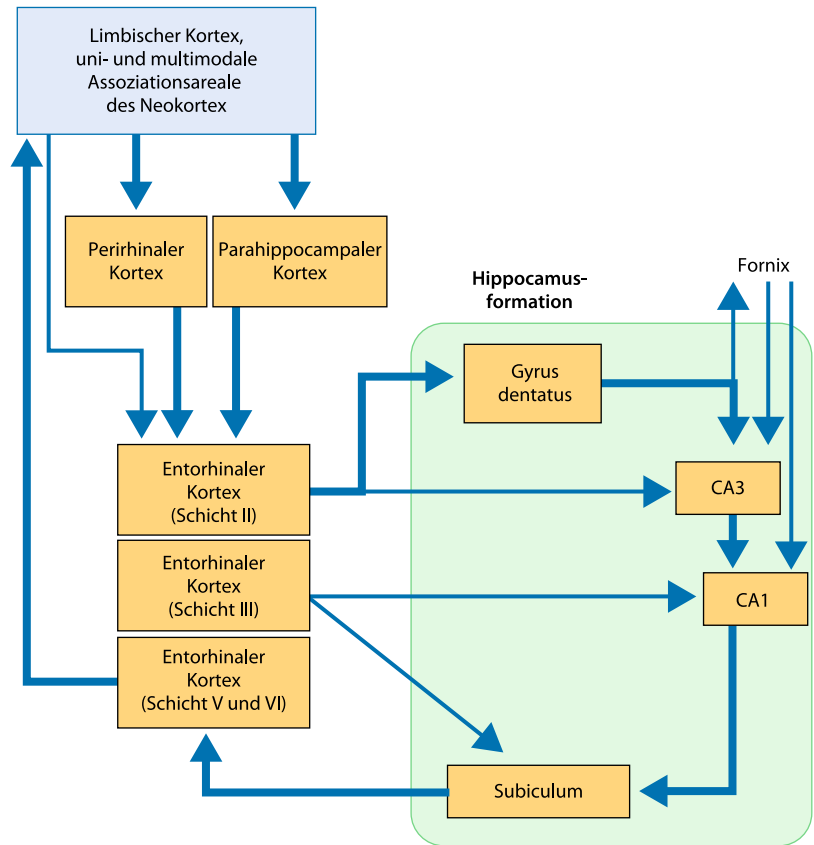 Limbischer Kortex,
uni- und multimodale
Assoziationsareale
des Neokortex
Perirhinaler
Kortex
Parahippocampaler
Kortex
Hippocamus-
formation
Fornix
Gyrus
dentatus
Entorhinaler
Kortex
(Schicht II)
CA3
Entorhinaler
Kortex
(Schicht III)
CA1
Entorhinaler
Kortex
(Schicht V und VI)
Subiculum